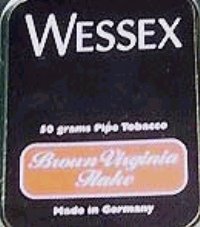 WESSEX
50 grams Pipe Tobacco
Brown Virginia
Flake
Made in Germany